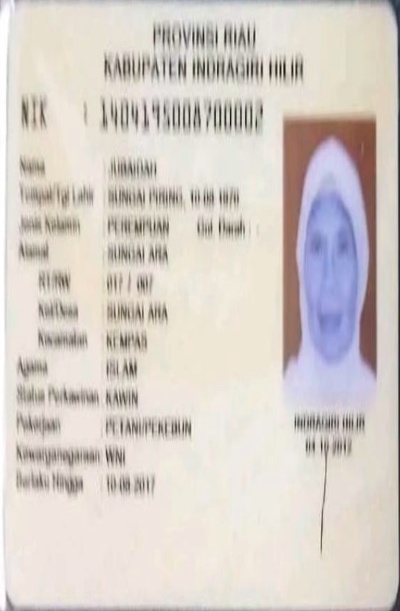 PROVINSI RIAU
KABUPATEN INDRAGIRI HILIR
NIK : 1404195008700002
Nama : JUBAIDAH
Tempat/Tgl Lahir : SUNGAI PIRING, 10-08-1970
Jenis Kelamin : PEREMPUAN Gol. Darah : -
Alamat : SUNGAI ARA
RT/RW : 017 / 007
Kel/Desa : SUNGAI ARA
Kecamatan : KEMPAS
Agama : ISLAM
Status Perkawinan : KAWIN
Pekerjaan : PETANI/PEKEBUN
Kewarganegaraan : WNI
Berlaku Hingga : 10-08-2017
INDRAGIRI HILIR
04-10-2012